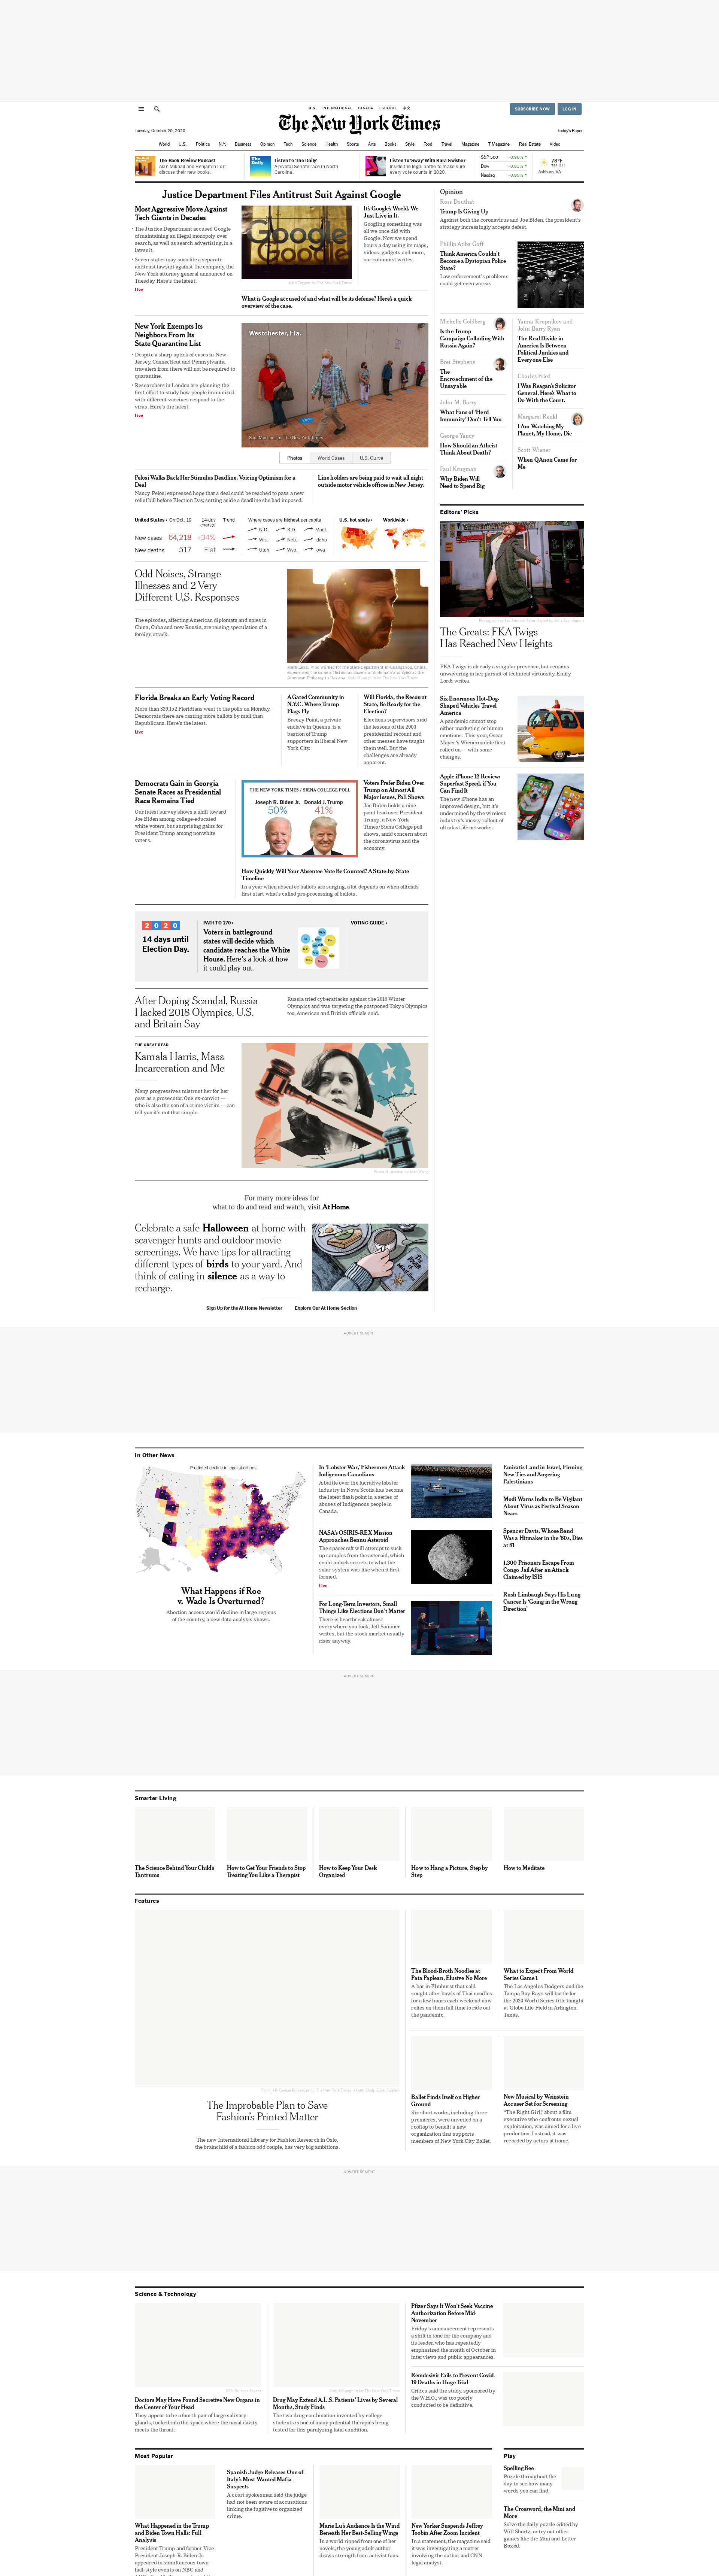 U.S.
INTERNATIONAL
CANADA
ESPAÑOL
中文
SUBSCRIBE NOW
LOG IN
The New York Times
Tuesday, October 20, 2020
Today's Paper
World U.S. Politics N.Y. Business Opinion Tech Science Health Sports Arts Books Style Food Travel Magazine T Magazine Real Estate Video
The Book Review Podcast
discuss their new books.
Listen to 'The Daily'
A pivotal Senate race in North
Carolina.
Listen to 'Sway' With Kara Swisher
Inside the legal battle to make sure
every vote counts in 2020.
S&P 500
Dow
Nasdaq
78°F
Ashburn, VA
Justice Department Files Antitrust Suit Against Google
Most Aggressive Move Against
Tech Giants in Decades
The Justice Department accused Google
of maintaining an illegal monopoly over
search, as well as search advertising, in a
lawsuit.
Seven states may soon file a separate
antitrust lawsuit against the company, the
New York attorney general announced on
Tuesday. Here's the latest.
Live
Google
It's Google's World. We
Just Live in It.
Googling something was
all we once did with
Google. Now we spend
hours a day using its maps,
videos, gadgets and more,
our columnist writes.
What is Google accused of and what will be its defense? Here's a quick
overview of the case.
New York Exempts Its
Neighbors From Its
State Quarantine List
Despite a sharp uptick of cases in New
Jersey, Connecticut and Pennsylvania,
travelers from there will not be required to
quarantine.
Researchers in London are planning the
first effort to study how people immunized
with different vaccines respond to the
virus. Here's the latest.
Live
Westchester, Fla.
Photos
World Cases
U.S. Curve
Pelosi Walks Back Her Stimulus Deadline, Voicing Optimism for a
Deal
Nancy Pelosi expressed hope that a deal could be reached to pass a new
relief bill before Election Day, setting aside a deadline she had imposed.
Line holders are being paid to wait all night
outside motor vehicle offices in New Jersey.
United States › On Oct. 19
14-day
change
Trend
New cases 64,218 +34%
New deaths 517 Flat
Where cases are highest per capita
N.D. S.D. Mont.
Wis. Neb. Idaho
Utah Wyo. Iowa
U.S. hot spots ›
Worldwide ›
Odd Noises, Strange
Illnesses and 2 Very
Different U.S. Responses
The episodes, affecting American diplomats and spies in
China, Cuba and now Russia, are raising speculation of a
foreign attack.
Florida Breaks an Early Voting Record
More than 359,152 Floridians went to the polls on Monday.
Democrats there are casting more ballots by mail than
Republicans. Here's the latest.
Live
A Gated Community in
N.Y.C. Where Trump
Flags Fly
Breezy Point, a private
enclave in Queens, is a
bastion of Trump
supporters in liberal New
York City.
Will Florida, the Recount
State, Be Ready for the
Election?
Elections supervisors said
the lessons of the 2000
presidential recount and
other messes have taught
them well. But the
challenges are already
apparent.
Democrats Gain in Georgia
Senate Races as Presidential
Race Remains Tied
Our latest survey shows a shift toward
Joe Biden among college-educated
white voters, but surprising gains for
President Trump among nonwhite
voters.
THE NEW YORK TIMES / SIENA COLLEGE POLL
Joseph R. Biden Jr. Donald J. Trump
50% 41%
Voters Prefer Biden Over
Trump on Almost All
Major Issues, Poll Shows
Joe Biden holds a nine-
point lead over President
Trump, a New York
Times/Siena College poll
shows, amid concern about
the coronavirus and the
economy.
How Quickly Will Your Absentee Vote Be Counted? A State-by-State
Timeline
In a year when absentee ballots are surging, a lot depends on when officials
first start what's called pre-processing of ballots.
2020
14 days until
Election Day.
PATH TO 270 ›
Voters in battleground
states will decide which
candidate reaches the White
House. Here's a look at how
it could play out.
VOTING GUIDE ›
After Doping Scandal, Russia
Hacked 2018 Olympics, U.S.
and Britain Say
Russia tried cyberattacks against the 2018 Winter
Olympics and was targeting the postponed Tokyo Olympics
too, American and British officials said.
THE GREAT READ
Kamala Harris, Mass
Incarceration and Me
Many progressives mistrust her for her
past as a prosecutor. One ex-convict —
who is also the son of a crime victim — can
tell you it's not that simple.
For many more ideas for
what to do and read and watch, visit At Home.
Celebrate a safe Halloween at home with
scavenger hunts and outdoor movie
screenings. We have tips for attracting
different types of birds to your yard. And
think of eating in silence as a way to
recharge.
Sign Up for the At Home Newsletter
Explore Our At Home Section
Opinion
Ross Douthat
Trump Is Giving Up
Against both the coronavirus and Joe Biden, the president's
strategy increasingly accepts defeat.
Phillip Atiba Goff
Think America Couldn't
Become a Dystopian Police
State?
Law enforcement's problems
could get even worse.
Michelle Goldberg
Is the Trump
Campaign Colluding With
Russia Again?
Bret Stephens
The
Encroachment of the
Unsayable
John M. Barry
What Fans of 'Herd
Immunity' Don't Tell You
George Yancy
How Should an Atheist
Think About Death?
Paul Krugman
Why Biden Will
Need to Spend Big
Yanna Krupnikov and
John Barry Ryan
The Real Divide in
America Is Between
Political Junkies and
Everyone Else
Charles Fried
I Was Reagan's Solicitor
General. Here's What to
Do With the Court.
Margaret Renkl
I Am Watching My
Planet, My Home, Die
Scott Wiener
When QAnon Came for
Me
Editors' Picks
The Greats: FKA Twigs
Has Reached New Heights
FKA Twigs is already a singular presence, but remains
unwavering in her pursuit of technical virtuosity, Emily
Lordi writes.
Six Enormous Hot-Dog-
Shaped Vehicles Travel
America
A pandemic cannot stop
either marketing or human
emotions: This year, Oscar
Mayer's Wienermobile fleet
rolled on — with some
changes.
Apple iPhone 12 Review:
Superfast Speed, if You
Can Find It
The new iPhone has an
improved design, but it's
undermined by the wireless
industry's messy rollout of
ultrafast 5G networks.
ADVERTISEMENT
In Other News
Predicted decline in legal abortions
What Happens if Roe
v. Wade Is Overturned?
Abortion access would decline in large regions
of the country, a new data analysis shows.
In 'Lobster War,' Fishermen Attack
Indigenous Canadians
A battle over the lucrative lobster
industry in Nova Scotia has become
the latest flash point in a series of
abuses of Indigenous people in
Canada.
NASA's OSIRIS-REX Mission
Approaches Bennu Asteroid
The spacecraft will attempt to suck
up samples from the asteroid, which
could unlock secrets to what the
solar system was like when it first
formed.
Live
For Long-Term Investors, Small
Things Like Elections Don't Matter
There is heartbreak almost
everywhere you look, Jeff Sommer
writes, but the stock market usually
rises anyway.
Emiratis Land in Israel, Firming
New Ties and Angering
Palestinians
Modi Warns India to Be Vigilant
About Virus as Festival Season
Nears
Spencer Davis, Whose Band
Was a Hitmaker in the '60s, Dies
at 81
1,300 Prisoners Escape From
Congo Jail After an Attack
Claimed by ISIS
Rush Limbaugh Says His Lung
Cancer Is 'Going in the Wrong
Direction'
ADVERTISEMENT
Smarter Living
The Science Behind Your Child's
Tantrums
How to Get Your Friends to Stop
Treating You Like a Therapist
How to Keep Your Desk
Organized
How to Hang a Picture, Step by
Step
How to Meditate
Features
The Improbable Plan to Save
Fashion's Printed Matter
The new International Library for Fashion Research in Oslo,
the brainchild of a fashion odd couple, has very big ambitions.
The Blood-Broth Noodles at
Pata Paplean, Elusive No More
A bar in Elmhurst that sold
sought-after bowls of Thai noodles
for a few hours each weekend now
relies on them full time to ride out
the pandemic.
What to Expect From World
Series Game 1
The Los Angeles Dodgers and the
Tampa Bay Rays will battle for
the 2020 World Series title tonight
at Globe Life Field in Arlington,
Texas.
Ballet Finds Itself on Higher
Ground
Six short works, including three
premieres, were unveiled on a
rooftop to benefit a new
organization that supports
members of New York City Ballet.
New Musical by Weinstein
Accuser Set for Screening
"The Right Girl," about a film
executive who confronts sexual
exploitation, was aimed for a live
production. Instead, it was
recorded by actors at home.
ADVERTISEMENT
Science & Technology
Doctors May Have Found Secretive New Organs in
the Center of Your Head
They appear to be a fourth pair of large salivary
glands, tucked into the space where the nasal cavity
meets the throat.
Drug May Extend A.L.S. Patients' Lives by Several
Months, Study Finds
The two-drug combination invented by college
students is one of many potential therapies being
tested for this paralyzing fatal condition.
Pfizer Says It Won't Seek Vaccine
Authorization Before Mid-
November
Friday's announcement represents
a shift in tone for the company and
its leader, who has repeatedly
emphasized the month of October in
interviews and public appearances.
Remdesivir Fails to Prevent Covid-
19 Deaths in Huge Trial
Critics said the study, sponsored by
the W.H.O., was too poorly
conducted to be definitive.
Most Popular
What Happened in the Trump
and Biden Town Halls: Full
Analysis
President Trump and former Vice
President Joseph R. Biden Jr.
appeared in simultaneous town-
hall-style events on NBC and
Spanish Judge Releases One of
Italy's Most Wanted Mafia
Suspects
A court spokesman said the judge
had not been aware of accusations
linking the fugitive to organized
crime.
Marie Lu's Audience Is the Wind
Beneath Her Best-Selling Wings
In a world ripped from one of her
novels, the young adult author
draws strength from activist fans.
New Yorker Suspends Jeffrey
Toobin After Zoom Incident
In a statement, the magazine said
it was investigating a matter
involving the author and CNN
legal analyst.
Play
Spelling Bee
Puzzle throughout the
day to see how many
words you can find.
The Crossword, the Mini and
More
Solve the daily puzzle edited by
Will Shortz, or try out other
games like the Mini and Letter
Boxed.